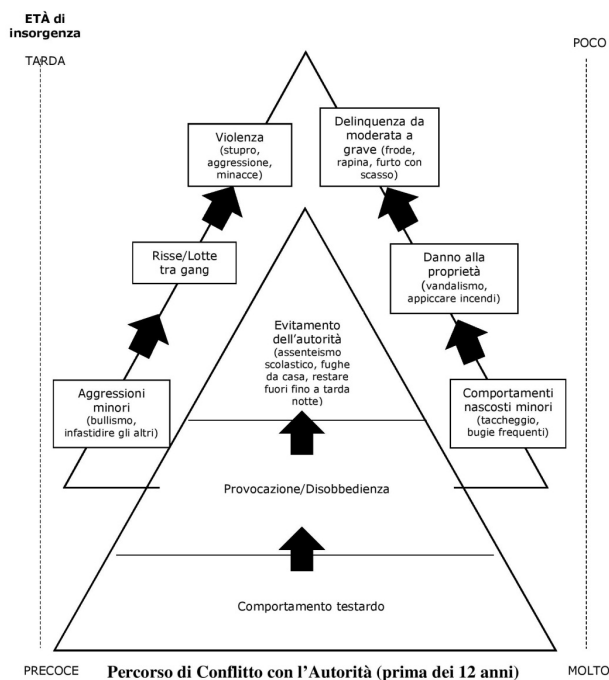 ETÀ di
insorgenza
TARDA
POCO
Violenza
(stupro,
aggressione,
minacce)
Delinquenza da
moderata a
grave (frode,
rapina, furto con
scasso)
Risse/Lotte
tra gang
Danno alla
proprietà
(vandalismo,
appiccare incendi)
Evitamento
dell'autorità
(assenteismo
scolastico, fughe
da casa, restare
fuori fino a tarda
notte)
Aggressioni
minori
(bullismo,
infastidire gli altri)
Comportamenti
nascosti minori
(taccheggio,
bugie frequenti)
Provocazione/Disobbedienza
Comportamento testardo
PRECOCE
Percorso di Conflitto con l'Autorità (prima dei 12 anni)
MOLTO